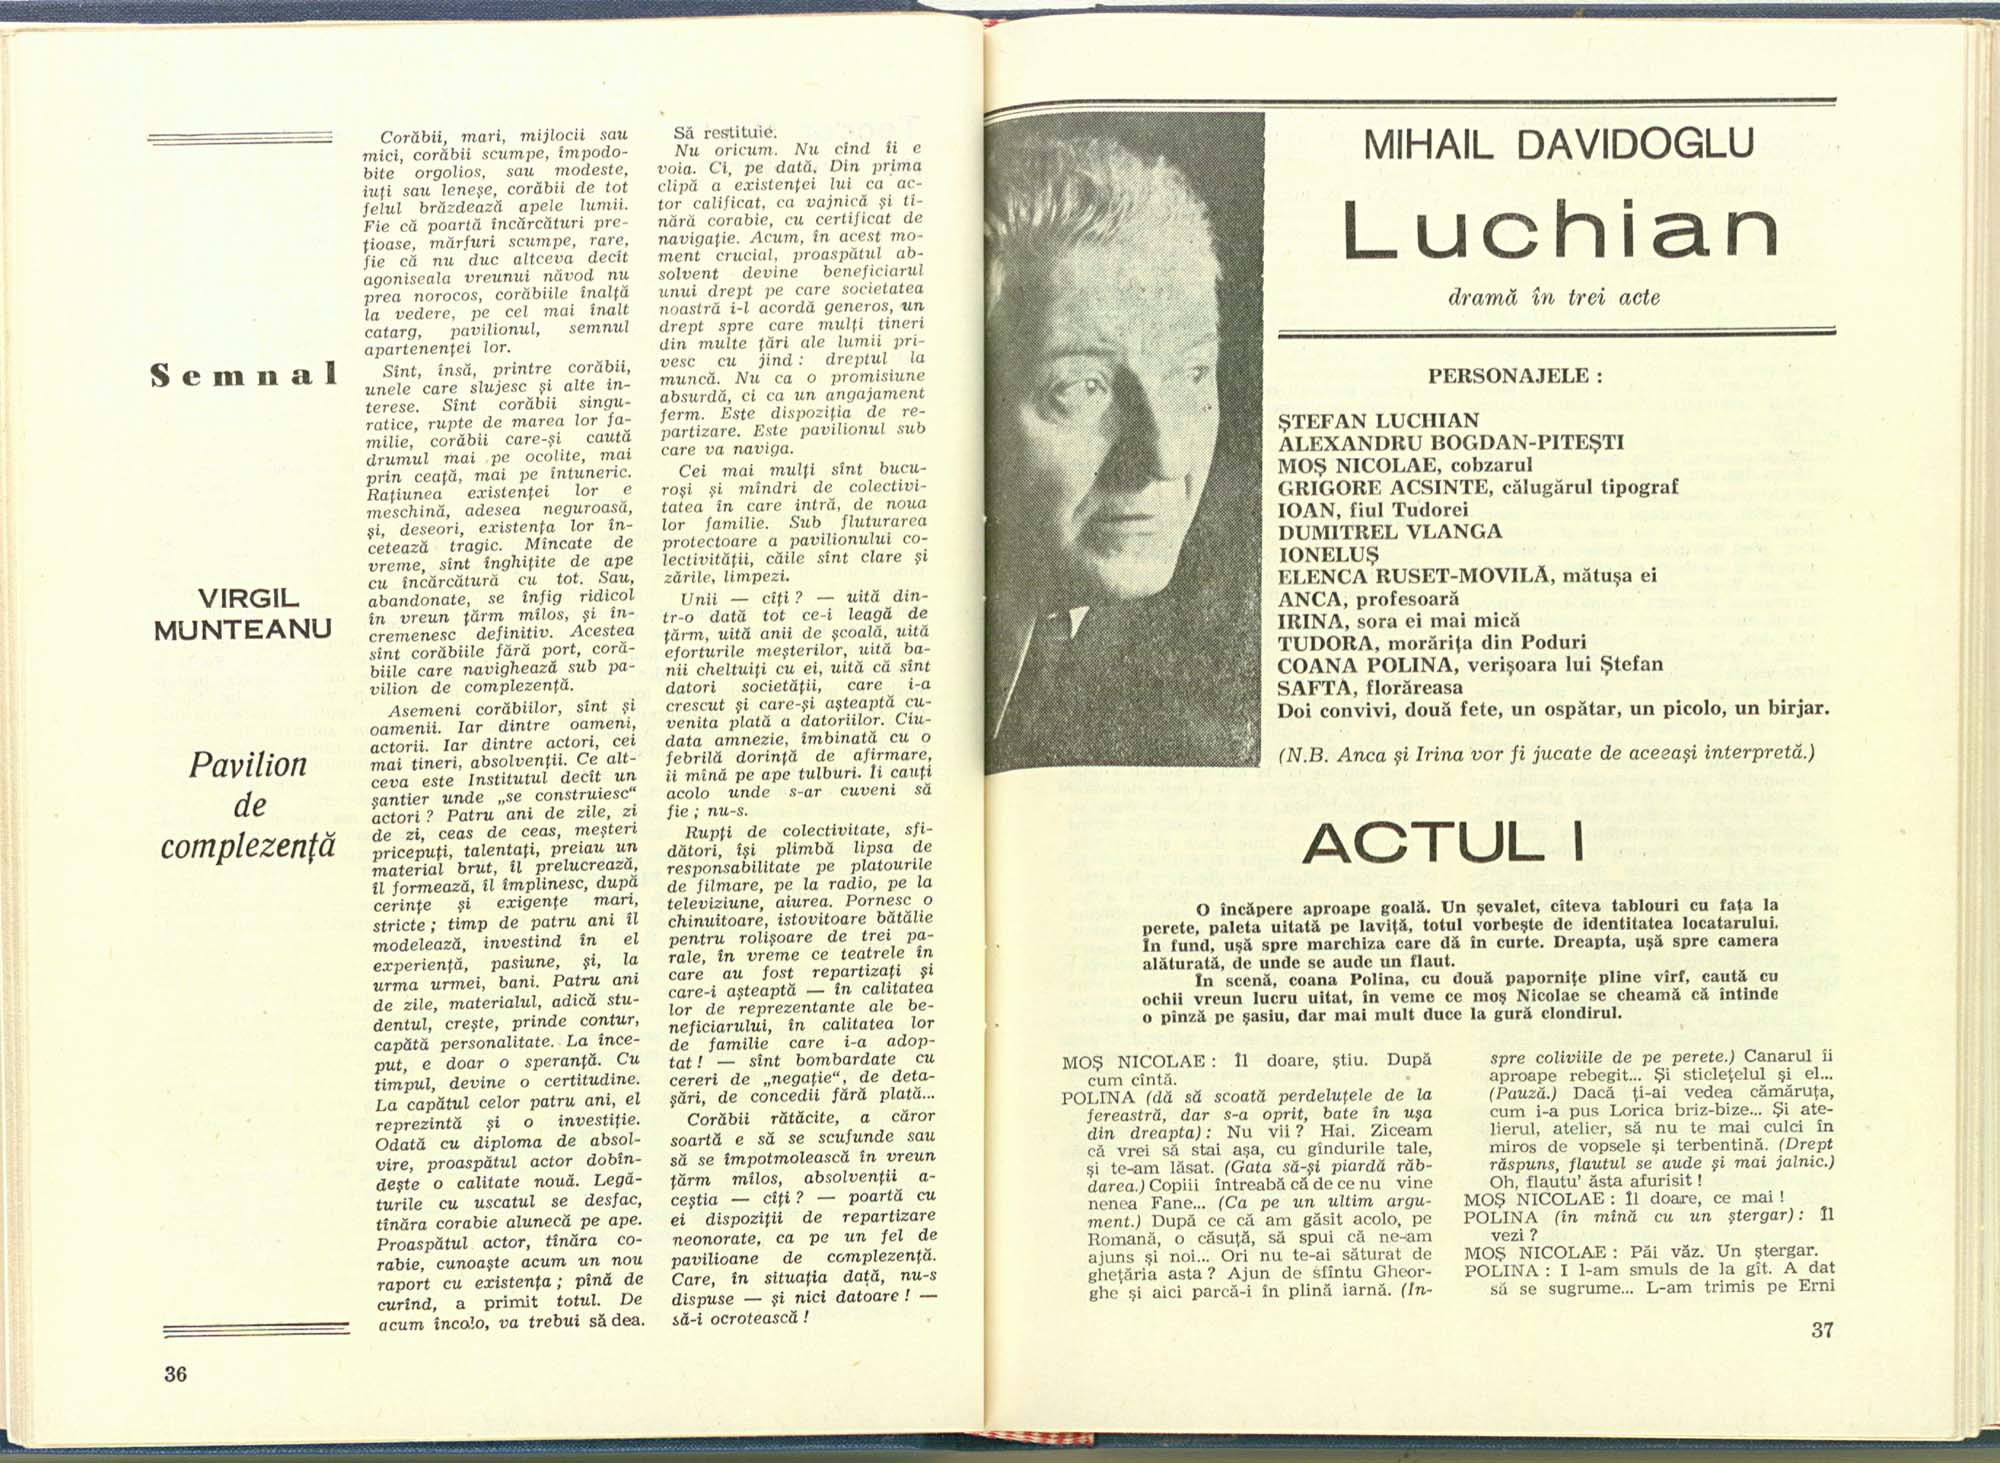 Semnal
VIRGIL
MUNTEANU
Pavilion
de
complezență
Corăbii, mari, mijlocii sau
mici, corăbii scumpe, împodo-
bite orgolios, sau modeste,
iuți sau leneșe, corăbii de tot
felul brăzdează apele lumii.
Fie că poartă încărcături pre-
țioase, mărfuri scumpe, rare,
fie că nu duc altceva decît
agoniseala vreunui năvod nu
prea norocos, corăbiile înalță
la vedere, pe cel mai înalt
catarg, pavilionul, semnul
apartenenței lor.
Sînt, însă, printre corăbii,
unele care slujesc și alte in-
terese. Sînt corăbii singu-
ratice, rupte de marea lor fa-
milie, corăbii care-și caută
drumul mai pe ocolite, mai
prin ceață, mai pe întuneric.
Rațiunea existenței lor e
meschină, adesea neguroasă,
și, deseori, existența lor în-
cetează tragic. Mîncate de
vreme, sînt înghițite de ape
cu încărcătură cu tot. Sau,
abandonate, se înfig ridicol
în vreun țărm mîlos, și în-
cremenesc definitiv. Acestea
sînt corăbiile fără port, coră-
biile care navighează sub pa-
vilion de complezență.
Asemeni corăbiilor, sînt și
oamenii. Iar dintre oameni,
actorii. Iar dintre actori, cei
mai tineri, absolvenții. Ce alt-
ceva este Institutul decît un
șantier unde „se construiesc“
actori ? Patru ani de zile, zi
de zi, ceas de ceas, meșteri
pricepuți, talentați, preiau un
material brut, îl prelucrează,
îl formează, îl împlinesc, după
cerințe și exigențe mari,
stricte ; timp de patru ani îl
modelează, investind în el
experiență, pasiune, și, la
urma urmei, bani. Patru ani
de zile, materialul, adică stu-
dentul, crește, prinde contur,
capătă personalitate. La înce-
put, e doar o speranță. Cu
timpul, devine o certitudine.
La capătul celor patru ani, el
reprezintă și o investiție.
Odată cu diploma de absol-
vire, proaspătul actor dobîn-
dește o calitate nouă. Legă-
turile cu uscatul se desfac,
tînăra corabie alunecă pe ape.
Proaspătul actor, tînăra co-
rabie, cunoaște acum un nou
raport cu existența ; pînă de
curînd, a primit totul. De
acum încolo, va trebui să dea.
Să restituie.
Nu oricum. Nu cînd îi e
voia. Ci, pe dată. Din prima
clipă a existenței lui ca ac-
tor calificat, ca vajnică și tî-
nără corabie, cu certificat de
navigație. Acum, în acest mo-
ment crucial, proaspătul ab-
solvent devine beneficiarul
unui drept pe care societatea
noastră i-l acordă generos, un
drept spre care mulți tineri
din multe țări ale lumii pri-
vesc cu jind : dreptul la
muncă. Nu ca o promisiune
absurdă, ci ca un angajament
ferm. Este dispoziția de re-
partizare. Este pavilionul sub
care va naviga.
Cei mai mulți sînt bucu-
roși și mîndri de colectivi-
tatea în care intră, de noua
lor familie. Sub fluturarea
protectoare a pavilionului co-
lectivității, căile sînt clare și
zările, limpezi.
Unii — cîți ? — uită din-
tr-o dată tot ce-i leagă de
țărm, uită anii de școală, uită
eforturile meșterilor, uită ba-
nii cheltuiți cu ei, uită că sînt
datori societății, care i-a
crescut și care-și așteaptă cu-
venita plată a datoriilor. Ciu-
data amnezie, îmbinată cu o
febrilă dorință de afirmare,
îi mînă pe ape tulburi. Îi cauți
acolo unde s-ar cuveni să
fie ; nu-s.
Rupți de colectivitate, sfi-
dători, își plimbă lipsa de
responsabilitate pe platourile
de filmare, pe la radio, pe la
televiziune, aiurea. Pornesc o
chinuitoare, istovitoare bătălie
pentru rolișoare de trei pa-
rale, în vreme ce teatrele în
care au fost repartizați și
care-i așteaptă — în calitatea
lor de reprezentante ale be-
neficiarului, în calitatea lor
de familie care i-a adop-
tat ! — sînt bombardate cu
cereri de „negație“, de deta-
șări, de concedii fără plată...
Corăbii rătăcite, a căror
soartă e să se scufunde sau
să se împotmolească în vreun
țărm mîlos, absolvenții a-
ceștia — cîți ? — poartă cu
ei dispoziții de repartizare
neonorate, ca pe un fel de
pavilioane de complezență.
Care, în situația dată, nu-s
dispuse — și nici datoare ! —
să-i ocrotească !
36
MIHAIL DAVIDOGLU
Luchian
dramă în trei acte
PERSONAJELE :
ȘTEFAN LUCHIAN
ALEXANDRU BOGDAN-PITEȘTI
MOȘ NICOLAE, cobzarul
GRIGORE ACSINTE, călugărul tipograf
IOAN, fiul Tudorei
DUMITREL VLANGA
IONELUȘ
ELENCA RUSET-MOVILĂ, mătușa ei
ANCA, profesoară
IRINA, sora ei mai mică
TUDORA, morărița din Poduri
COANA POLINA, verișoara lui Ștefan
SAFTA, florăreasa
Doi convivi, două fete, un ospătar, un picolo, un birjar.
(N.B. Anca și Irina vor fi jucate de aceeași interpretă.)
ACTUL I
O încăpere aproape goală. Un șevalet, cîteva tablouri cu fața la
perete, paleta uitată pe laviță, totul vorbește de identitatea locatarului.
În fund, ușă spre marchiza care dă în curte. Dreapta, ușă spre camera
alăturată, de unde se aude un flaut.
În scenă, coana Polina, cu două papornițe pline vîrf, caută cu
ochii vreun lucru uitat, în veme ce moș Nicolae se cheamă că întinde
o pînză pe șasiu, dar mai mult duce la gură clondirul.
MOȘ NICOLAE : Îl doare, știu. După
cum cîntă.
POLINA (dă să scoată perdeluțele de la
fereastră, dar s-a oprit, bate în ușa
din dreapta) : Nu vii ? Hai. Ziceam
că vrei să stai așa, cu gîndurile tale,
și te-am lăsat. (Gata să-și piardă răb-
darea.) Copiii întreabă că de ce nu vine
nenea Fane... (Ca pe un ultim argu-
ment.) După ce că am găsit acolo, pe
Romană, o căsuță, să spui că ne-am
ajuns și noi... Ori nu te-ai săturat de
ghețăria asta ? Ajun de sfîntu Gheor-
ghe și aici parcă-i în plină iarnă. (In-
spre coliviile de pe perete.) Canarul îi
aproape rebegit... Și sticlețelul și el...
(Pauză.) Dacă ți-ai vedea cămăruța,
cum i-a pus Lorica briz-bize... Și ate-
lierul, atelier, să nu te mai culci în
miros de vopsele și terbentină. (Drept
răspuns, flautul se aude și mai jalnic.)
Oh, flautu' ăsta afurisit !
MOȘ NICOLAE : Îl doare, ce mai !
POLINA (în mînă cu un ștergar) : Îl
vezi ?
MOȘ NICOLAE : Păi văz. Un ștergar.
POLINA : I l-am smuls de la gît. A dat
să se sugrume... L-am trimis pe Erni
37